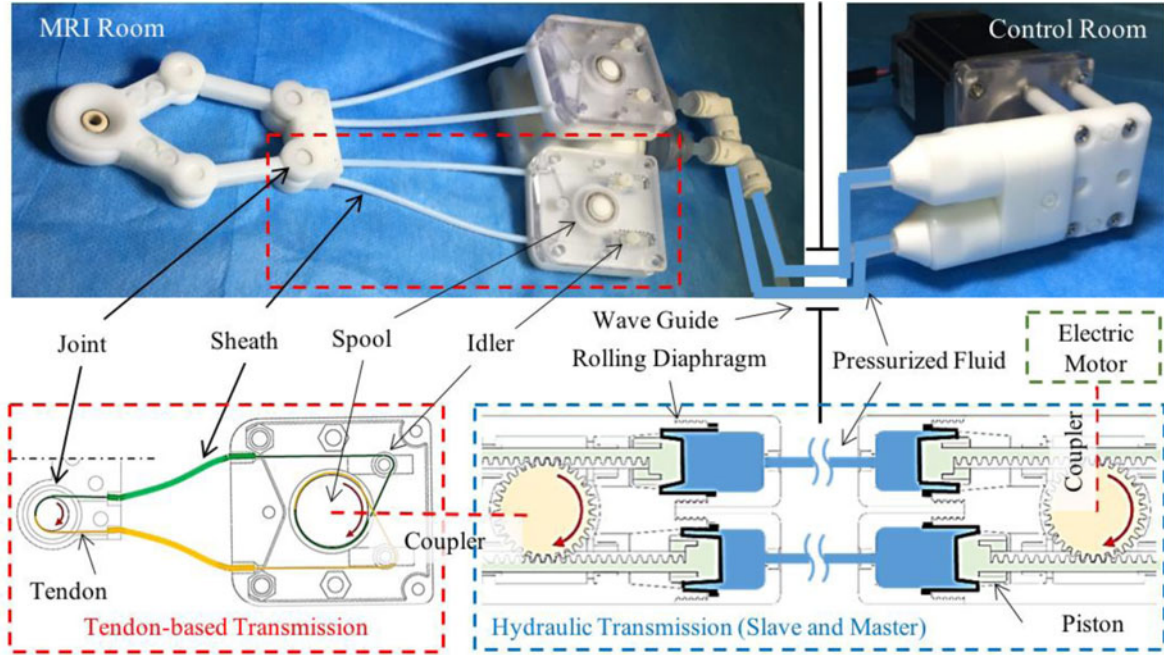 MRI Room
Control Room
Joint
Sheath
Spool
Idler
Wave Guide
Rolling Diaphragm
Pressurized Fluid
Electric
Motor
Coupler
Coupler
Tendon
Tendon-based Transmission
Hydraulic Transmission (Slave and Master)
Piston